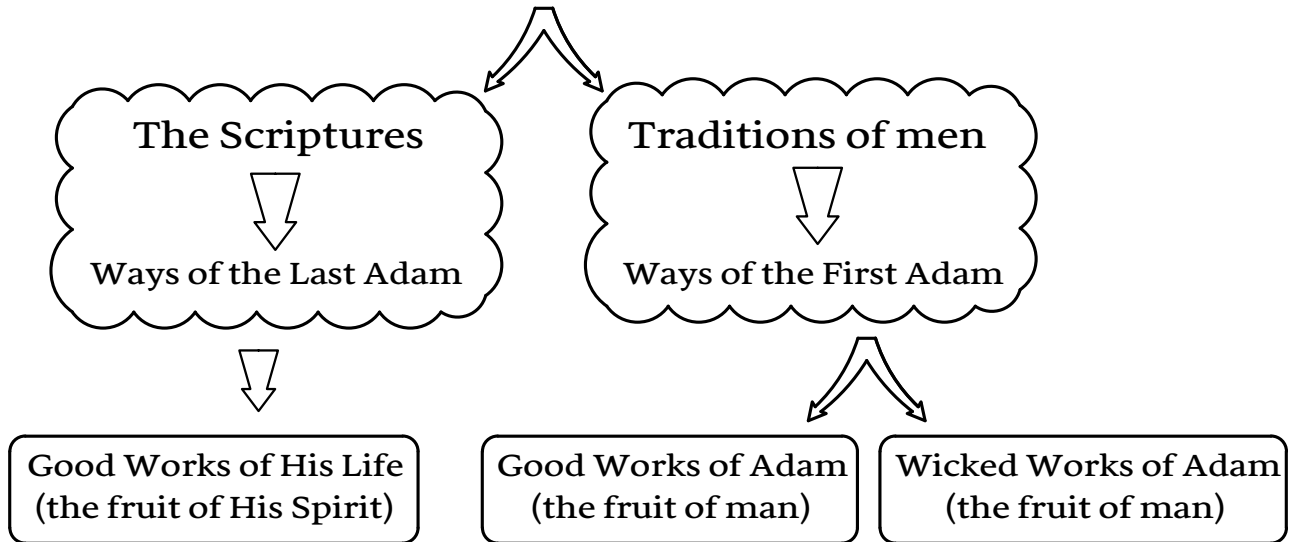 The Scriptures
Ways of the Last Adam
Traditions of men
Ways of the First Adam
Good Works of His Life
(the fruit of His Spirit)
Good Works of Adam
(the fruit of man)
Wicked Works of Adam
(the fruit of man)